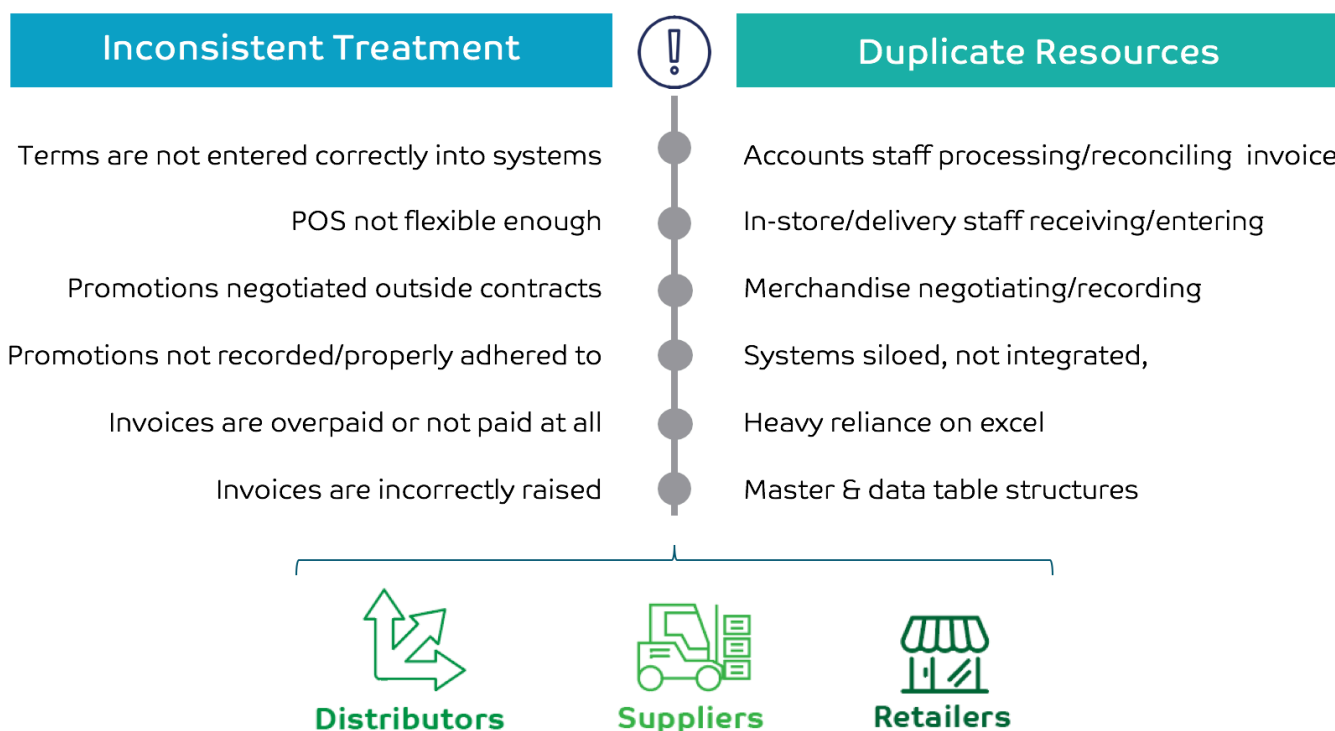 Inconsistent Treatment
Duplicate Resources
Terms are not entered correctly into systems
Accounts staff processing/reconciling invoice
POS not flexible enough
In-store/delivery staff receiving/entering
Promotions negotiated outside contracts
Merchandise negotiating/recording
Promotions not recorded/properly adhered to
Systems siloed, not integrated,
Invoices are overpaid or not paid at all
Heavy reliance on excel
Invoices are incorrectly raised
Master & data table structures
Distributors
Suppliers
Retailers